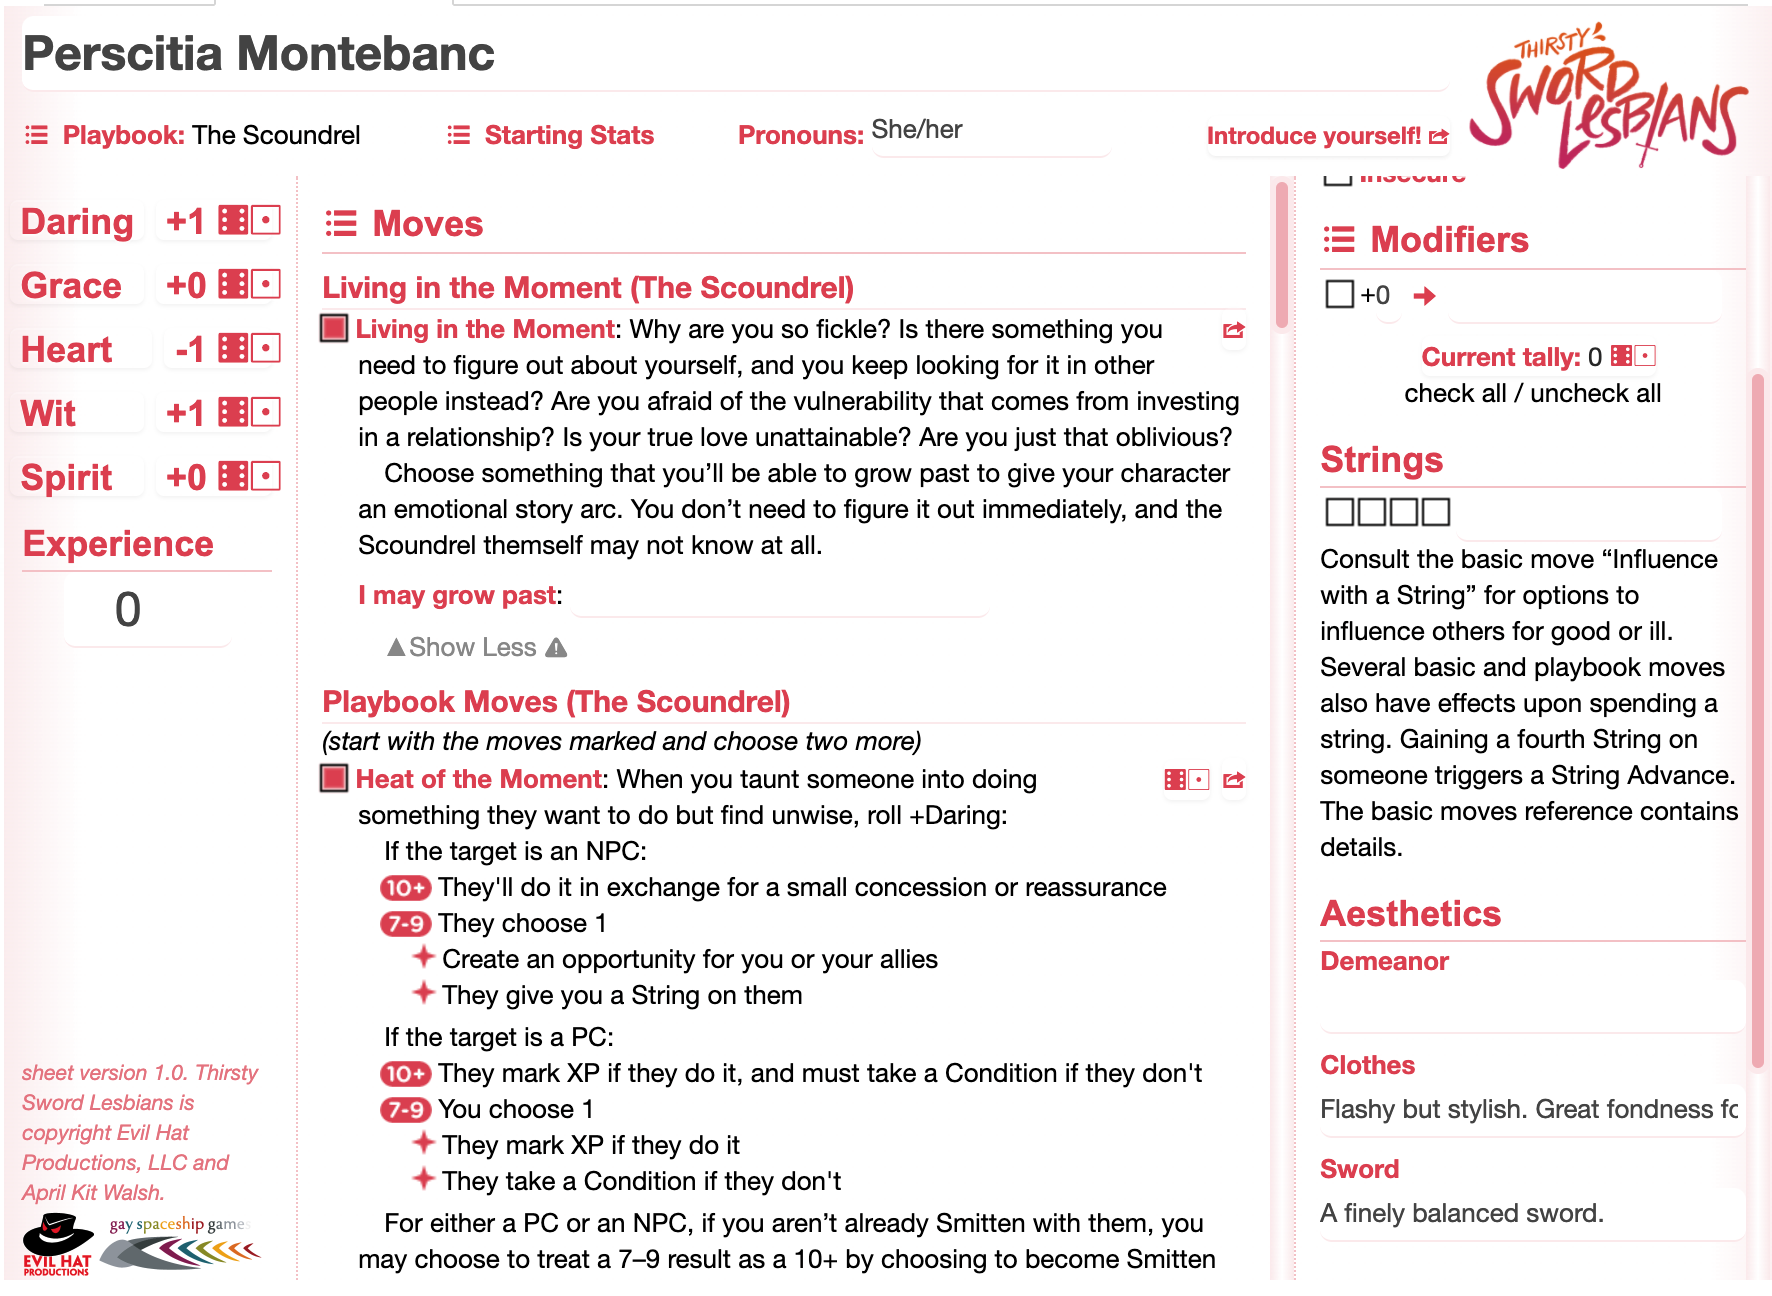 Perscitia Montebanc
THIRSTY
SWORD
LESBIANS
Playbook: The Scoundrel
Starting Stats
Pronouns: She/her
Introduce yourself!
Daring +1
Grace +0
Heart -1
Wit +1
Spirit +0
Experience
0
sheet version 1.0. Thirsty
Sword Lesbians is
copyright Evil Hat
Productions, LLC and
April Kit Walsh.
EVIL HAT
PRODUCTIONS
gay spaceship games
Moves
Living in the Moment (The Scoundrel)
Living in the Moment: Why are you so fickle? Is there something you
need to figure out about yourself, and you keep looking for it in other
people instead? Are you afraid of the vulnerability that comes from investing
in a relationship? Is your true love unattainable? Are you just that oblivious?
Choose something that you’ll be able to grow past to give your character
an emotional story arc. You don’t need to figure it out immediately, and the
Scoundrel themself may not know at all.
I may grow past:
▲Show Less
Playbook Moves (The Scoundrel)
(start with the moves marked and choose two more)
Heat of the Moment: When you taunt someone into doing
something they want to do but find unwise, roll +Daring:
If the target is an NPC:
10+ They'll do it in exchange for a small concession or reassurance
7-9 They choose 1
Create an opportunity for you or your allies
They give you a String on them
If the target is a PC:
10+ They mark XP if they do it, and must take a Condition if they don't
7-9 You choose 1
They mark XP if they do it
They take a Condition if they don't
For either a PC or an NPC, if you aren’t already Smitten with them, you
may choose to treat a 7–9 result as a 10+ by choosing to become Smitten
Insecure
Modifiers
+0
Current tally: 0
check all / uncheck all
Strings
Consult the basic move “Influence
with a String” for options to
influence others for good or ill.
Several basic and playbook moves
also have effects upon spending a
string. Gaining a fourth String on
someone triggers a String Advance.
The basic moves reference contains
details.
Aesthetics
Demeanor
Clothes
Flashy but stylish. Great fondness fo
Sword
A finely balanced sword.